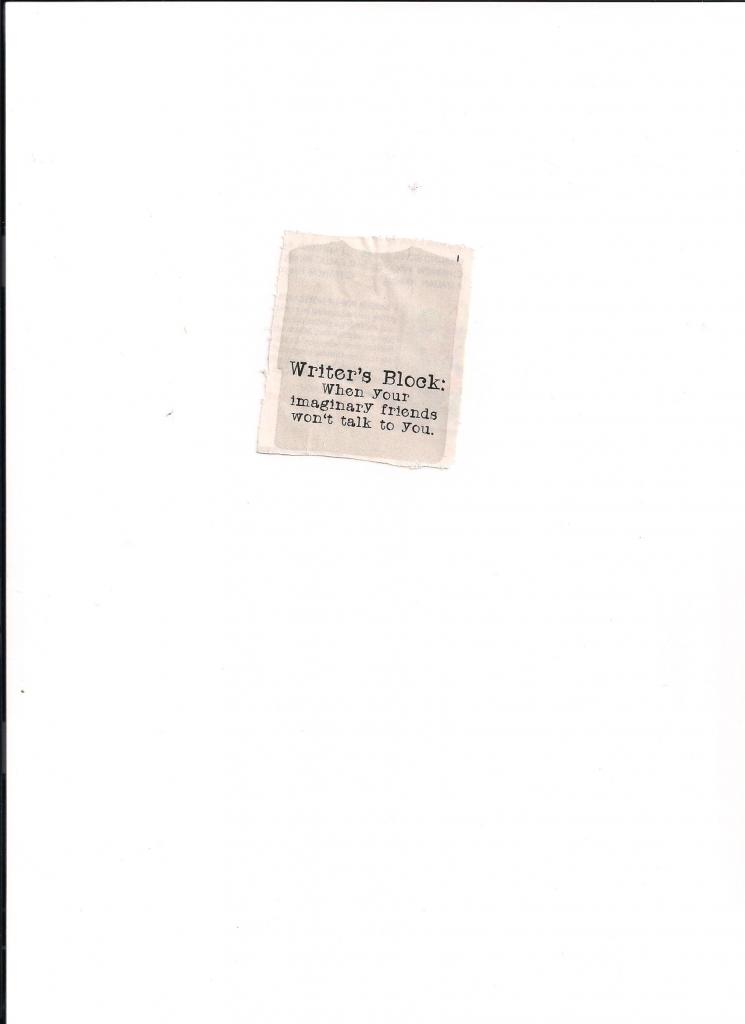 Writer's Block:
When your
imaginary friends
won't talk to you.